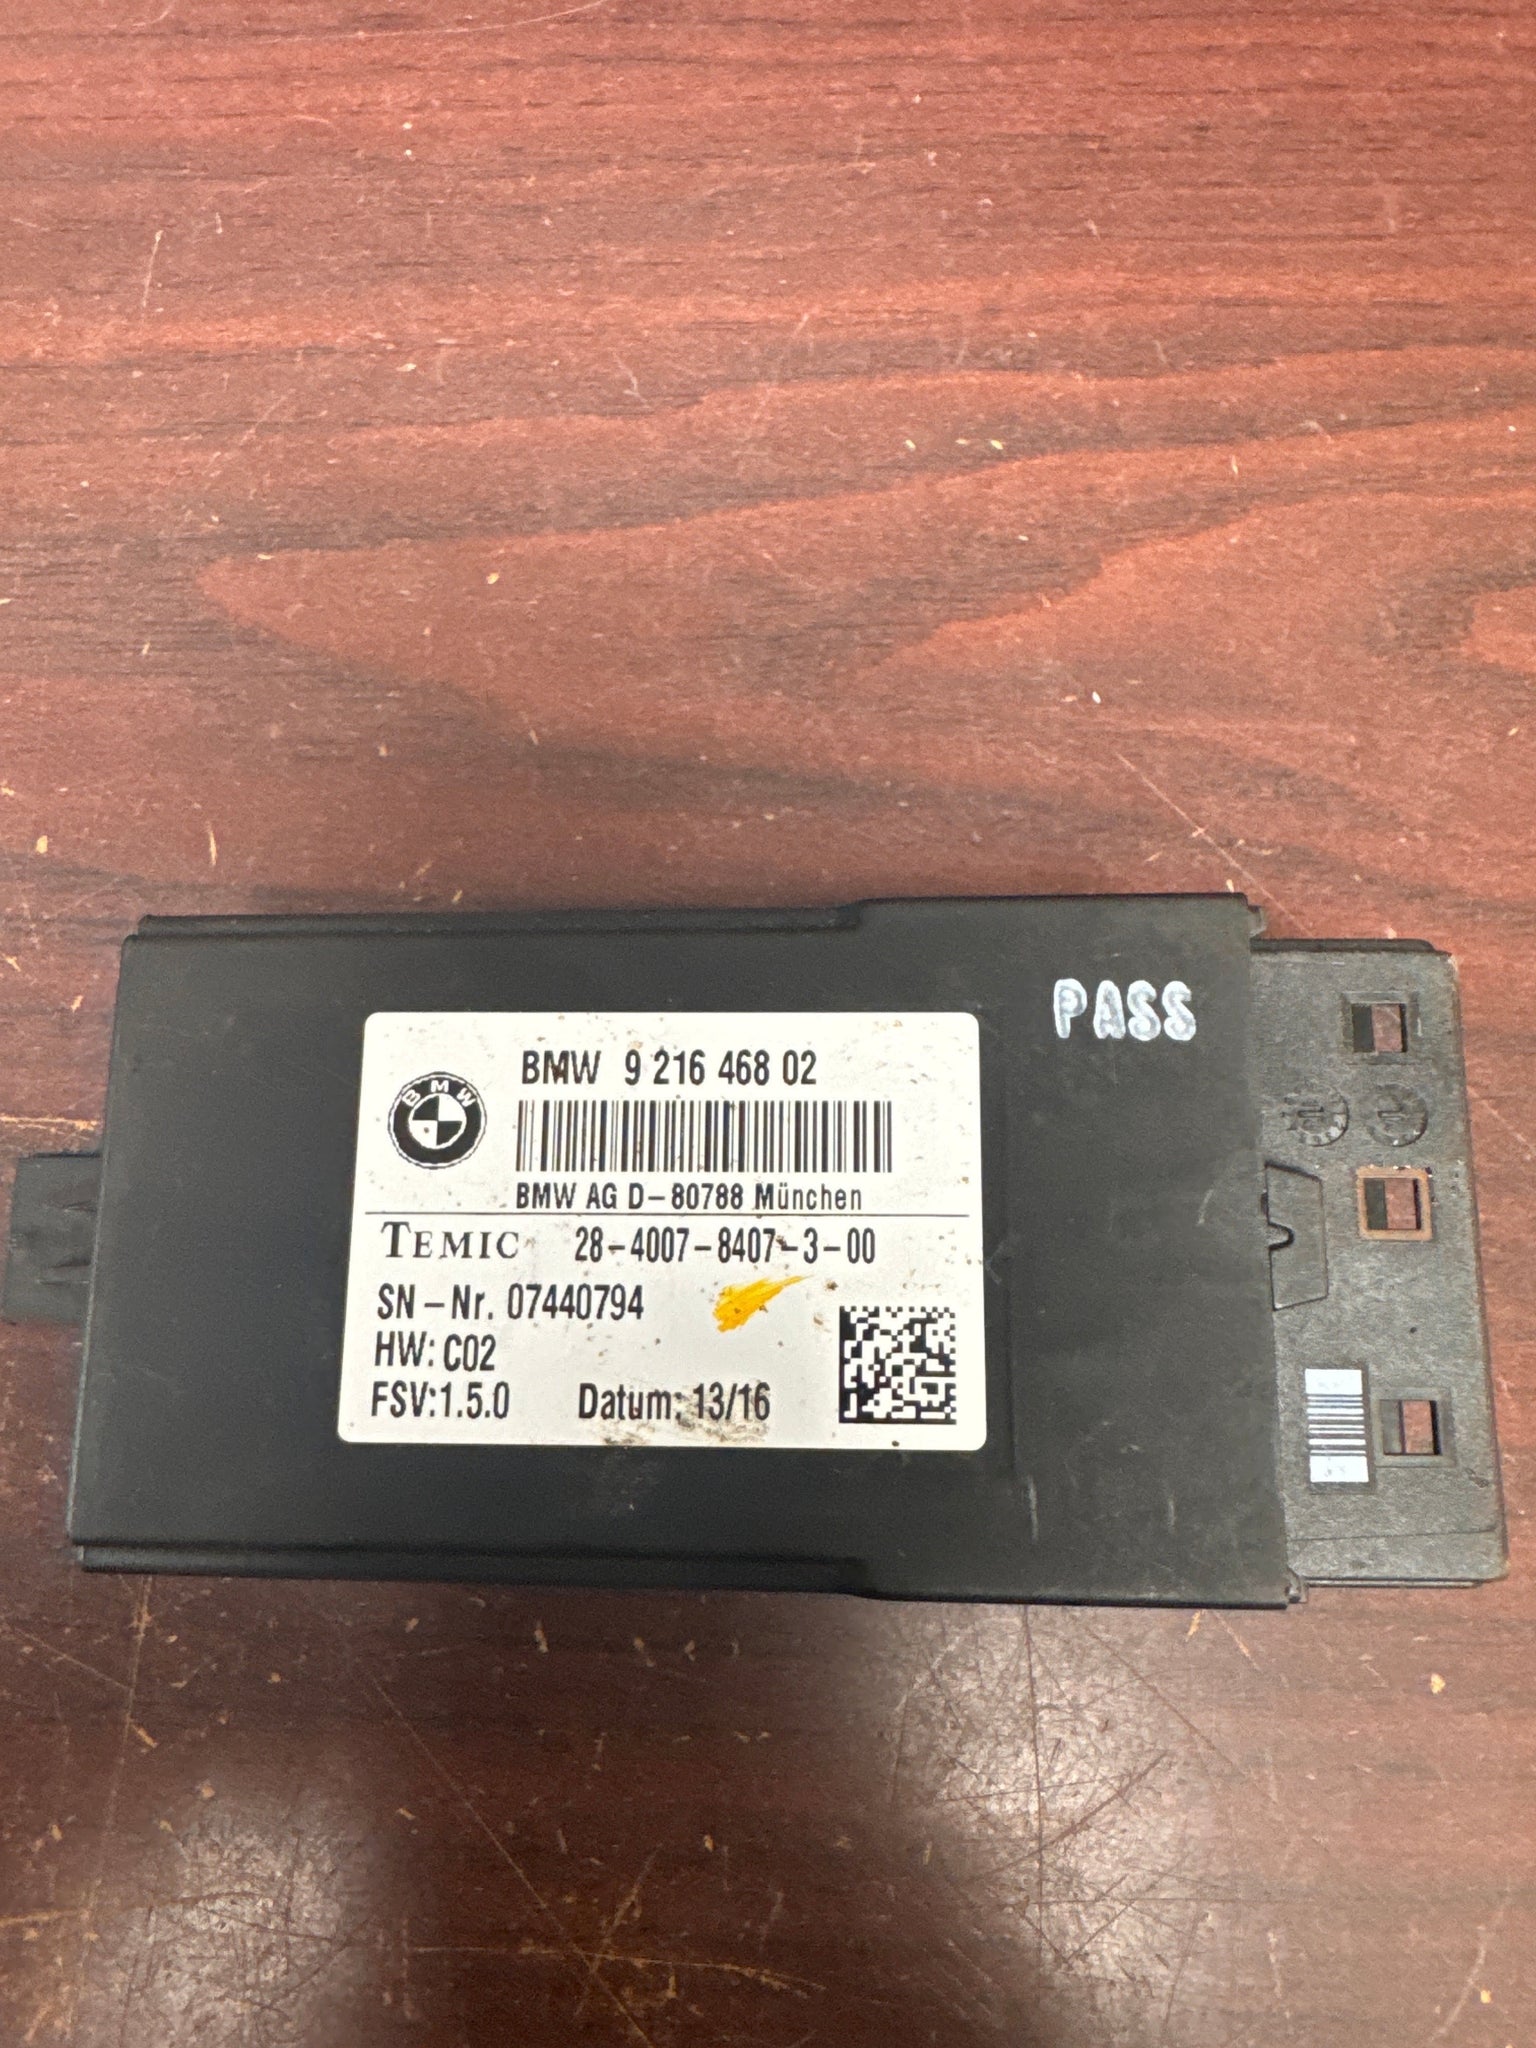 PASS
BMW 9 216 468 02
BMW
BMW AG D-80788 München
TEMIC 28-4007-8407-3-00
SN-Nr. 07440794
HW: C02
FSV:1.5.0 Datum: 13/16